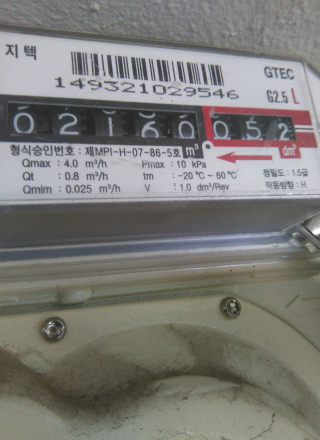 지텍
149321029546
GTEC
G2.5 L
02160 052
형식승인번호 : 제MPI-H-07-86-5호 m³ dm³
Qmax : 4.0 m³/h Pmax : 10 kPa
Qt : 0.8 m³/h tm : -20 ℃ ~ 60 ℃ 정밀도 : 1.5급
Qmim : 0.025 m³/h V : 1.0 dm³/Rev 작동방향 : H